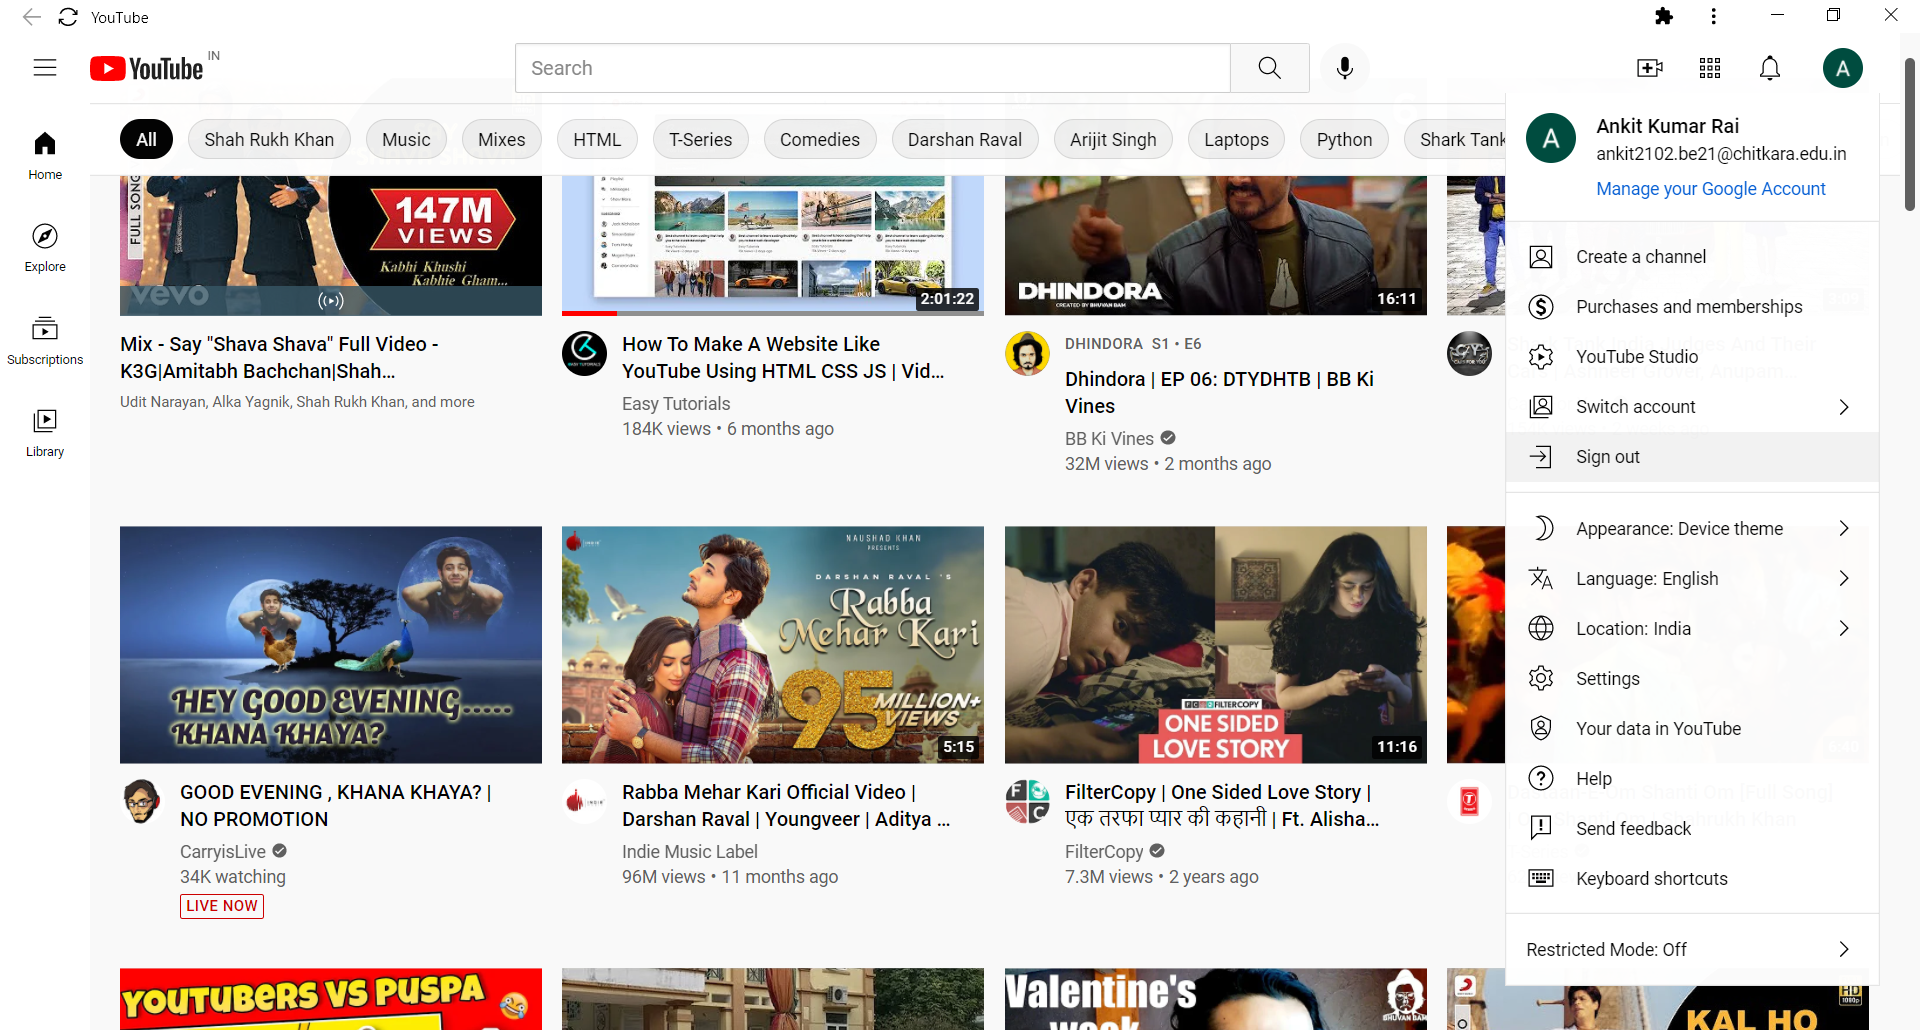 YouTube
YouTube IN
Search
A
All
Shah Rukh Khan
Music
Mixes
HTML
T-Series
Comedies
Darshan Raval
Arijit Singh
Laptops
Python
Shark Tank
Home
Explore
Subscriptions
Library
FULL SONG
147M
VIEWS
Kabhi Khushi
Kabhie Gham...
vevo
Mix - Say "Shava Shava" Full Video -
K3G|Amitabh Bachchan|Shah...
Udit Narayan, Alka Yagnik, Shah Rukh Khan, and more
2:01:22
How To Make A Website Like
YouTube Using HTML CSS JS | Vid...
Easy Tutorials
184K views • 6 months ago
DHINDORA
CREATED BY BHUVAN BAM
16:11
DHINDORA S1 • E6
Dhindora | EP 06: DTYDHTB | BB Ki
Vines
BB Ki Vines
32M views • 2 months ago
HEY GOOD EVENING.....
KHANA KHAYA?
GOOD EVENING , KHANA KHAYA? |
NO PROMOTION
CarryisLive
34K watching
LIVE NOW
NAUSHAD KHAN
PRESENTS
DARSHAN RAVAL 'S
Rabba
Mehar Kari
95 MILLION+
VIEWS
5:15
Rabba Mehar Kari Official Video |
Darshan Raval | Youngveer | Aditya ...
Indie Music Label
96M views • 11 months ago
FILTERCOPY
ONE SIDED
LOVE STORY
11:16
FilterCopy | One Sided Love Story |
एक तरफा प्यार की कहानी | Ft. Alisha...
FilterCopy
7.3M views • 2 years ago
YOUTUBERS VS PUSPA
Valentine's
week
BHUVAN BAM
HD
1080p
KAL HO
A
Ankit Kumar Rai
ankit2102.be21@chitkara.edu.in
Manage your Google Account
Create a channel
Purchases and memberships
YouTube Studio
Switch account
Sign out
Appearance: Device theme
Language: English
Location: India
Settings
Your data in YouTube
Help
Send feedback
Keyboard shortcuts
Restricted Mode: Off